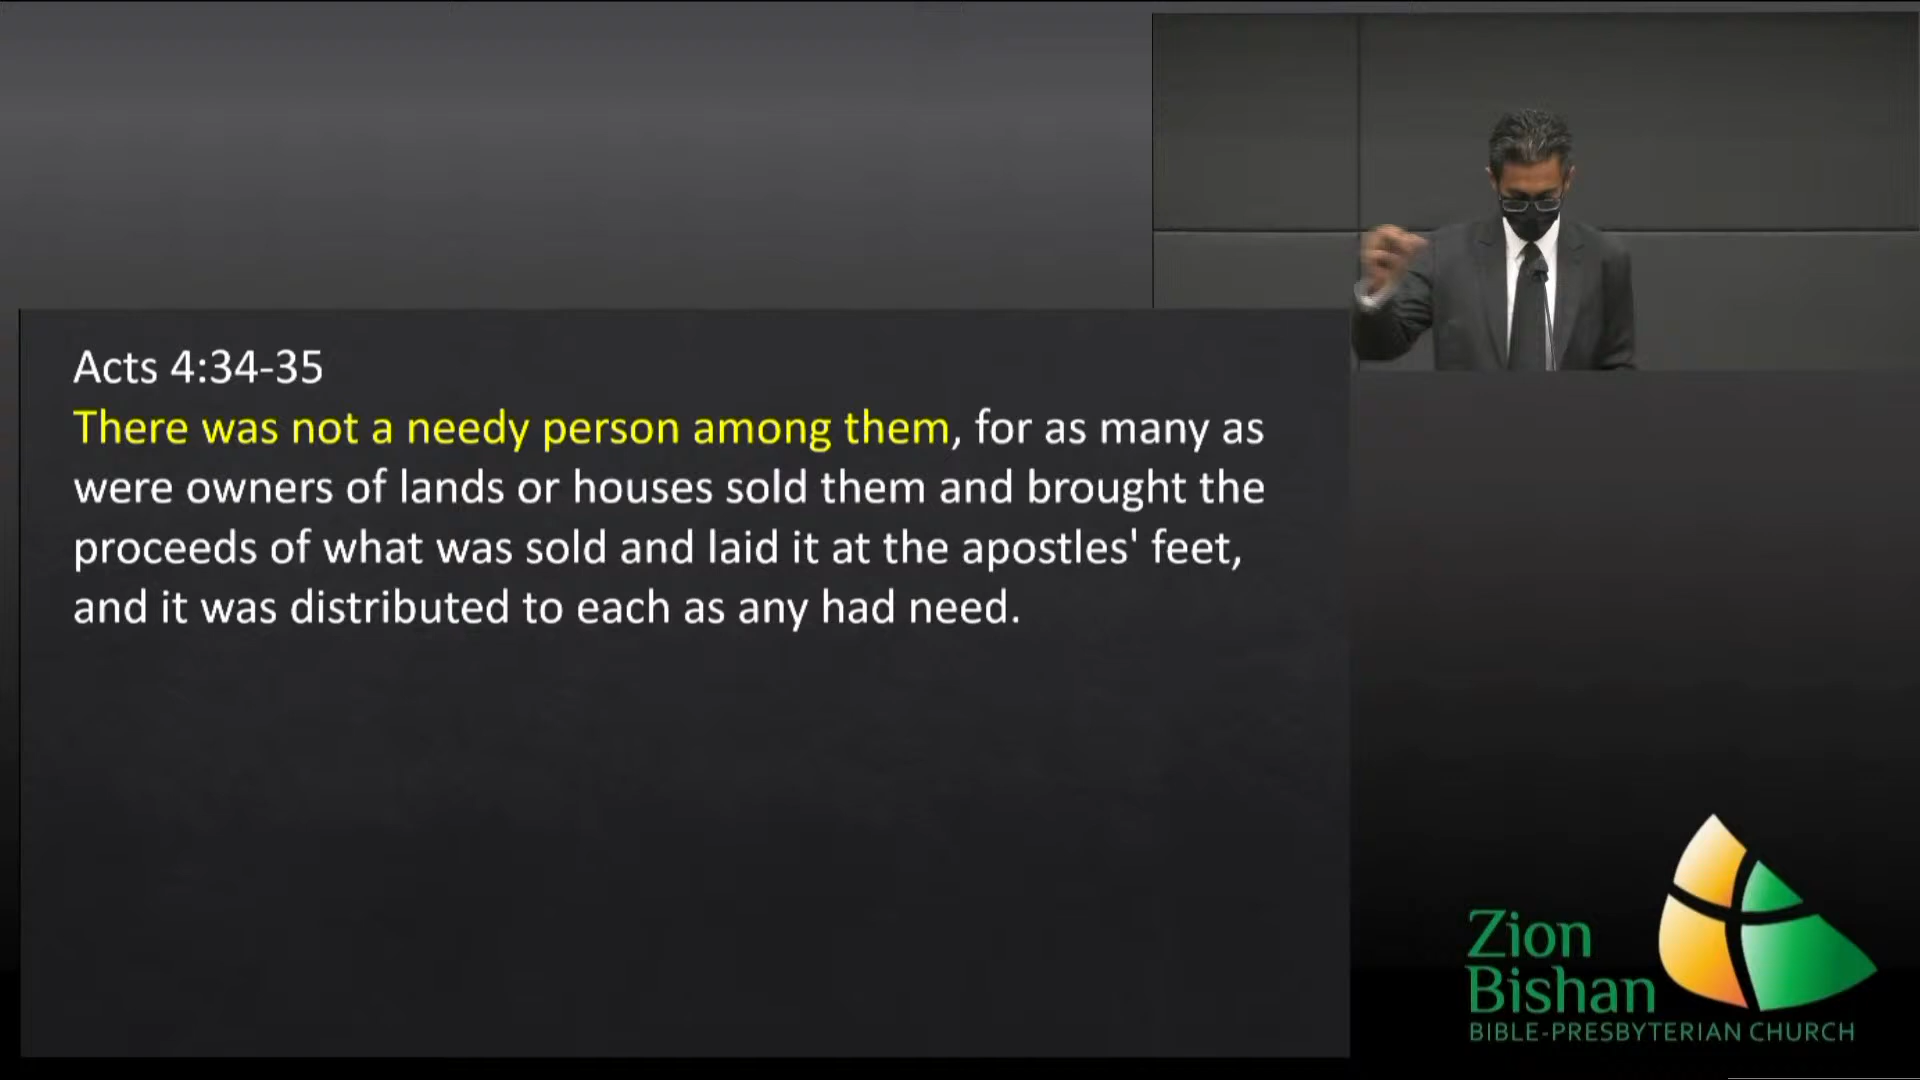 Acts 4:34-35
There was not a needy person among them, for as many as
were owners of lands or houses sold them and brought the
proceeds of what was sold and laid it at the apostles' feet,
and it was distributed to each as any had need.
Zion
Bishan
BIBLE-PRESBYTERIAN CHURCH